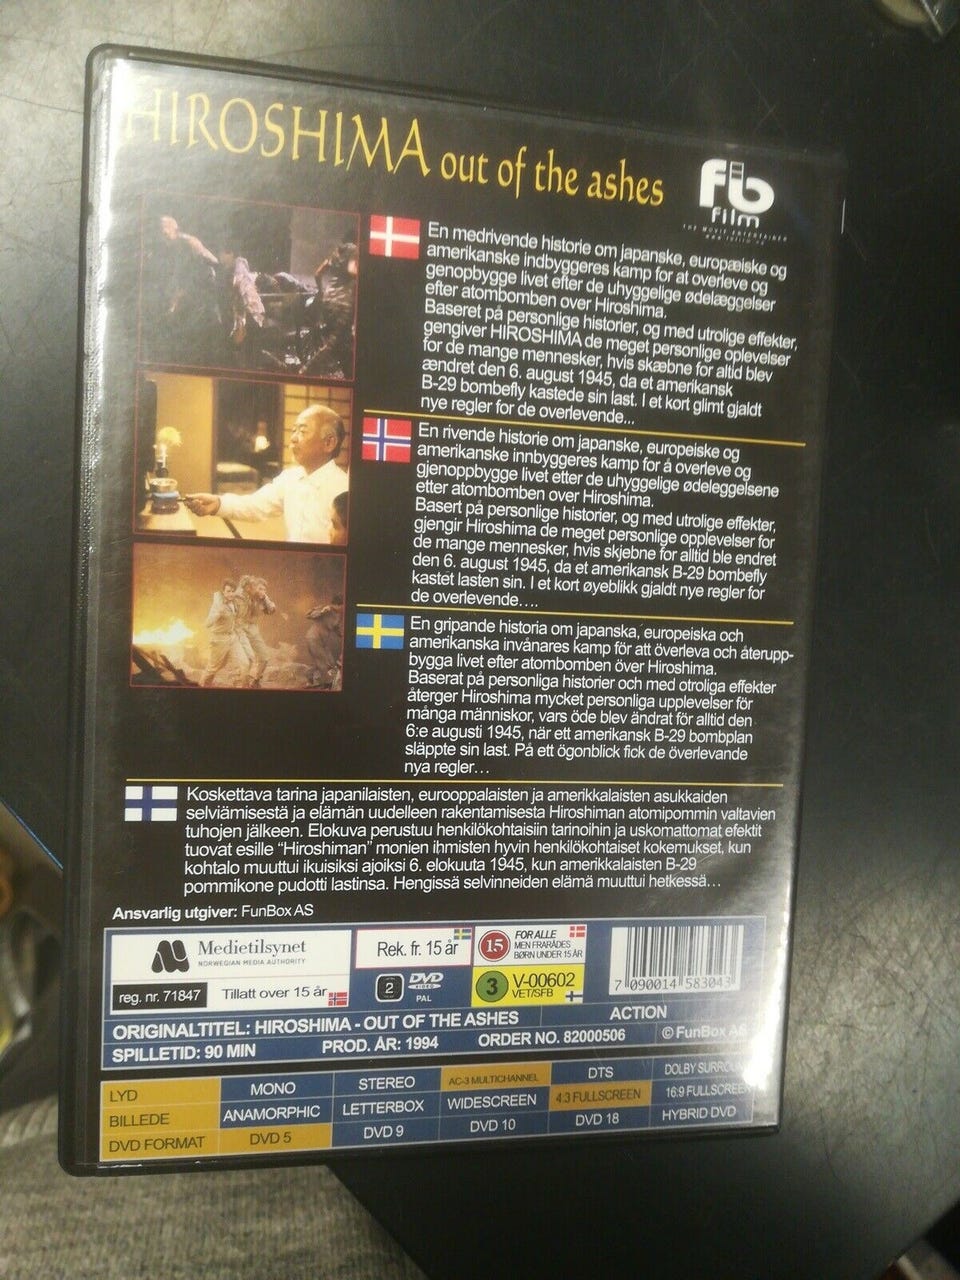 HIROSHIMA out of the ashes
fb
film
THE MOVIE ENTERTAINER
En medrivende historie om japanske, europæiske og
amerikanske indbyggeres kamp for at overleve og
genopbygge livet efter de uhyggelige ødelæggelser
efter atombomben over Hiroshima.
Baseret på personlige historier, og med utrolige effekter,
gengiver HIROSHIMA de meget personlige oplevelser
for de mange mennesker, hvis skæbne for altid blev
ændret den 6. august 1945, da et amerikansk
B-29 bombefly kastede sin last. I et kort glimt gjaldt
nye regler for de overlevende...
En rivende historie om japanske, europeiske og
amerikanske innbyggeres kamp for å overleve og
gjenoppbygge livet etter de uhyggelige ødeleggelsene
etter atombomben over Hiroshima.
Basert på personlige historier, og med utrolige effekter,
gjengir Hiroshima de meget personlige opplevelser for
de mange mennesker, hvis skjebne for alltid ble endret
den 6. august 1945, da et amerikansk B-29 bombefly
kastet lasten sin. I et kort øyeblikk gjaldt nye regler for
de overlevende....
En gripande historia om japanska, europeiska och
amerikanska invånares kamp för att överleva och återupp-
bygga livet efter atombomben över Hiroshima.
Baserat på personliga historier och med otroliga effekter
återger Hiroshima mycket personliga upplevelser för
många människor, vars öde blev ändrat för alltid den
6:e augusti 1945, när ett amerikansk B-29 bombplan
släppte sin last. På ett ögonblick fick de överlevande
nya regler...
Koskettava tarina japanilaisten, eurooppalaisten ja amerikkalaisten asukkaiden
selviämisestä ja elämän uudelleen rakentamisesta Hiroshiman atomipommin valtavien
tuhojen jälkeen. Elokuva perustuu henkilökohtaisiin tarinoihin ja uskomattomat efektit
tuovat esille "Hiroshiman" monien ihmisten hyvin henkilökohtaiset kokemukset, kun
kohtalo muuttui ikuisiksi ajoiksi 6. elokuuta 1945, kun amerikkalaisten B-29
pommikone pudotti lastinsa. Hengissä selvinneiden elämä muuttui hetkessä...
Ansvarlig utgiver: FunBox AS
Medietilsynet
NORWEGIAN MEDIA AUTHORITY
reg. nr. 71847 Tillatt over 15 år
Rek. fr. 15 år
2 DVD
VIDEO
PAL
15 FOR ALLE
MEN FRARÅDES
BØRN UNDER 15 ÅR
3 V-00602
VET/SFB
7 090014 583043
ORIGINALTITEL: HIROSHIMA - OUT OF THE ASHES ACTION
SPILLETID: 90 MIN PROD. ÅR: 1994 ORDER NO. 82000506 © FunBox AS
LYD MONO STEREO AC-3 MULTICHANNEL DTS DOLBY SURROUN
BILLEDE ANAMORPHIC LETTERBOX WIDESCREEN 4:3 FULLSCREEN 16:9 FULLSCREEN
DVD FORMAT DVD 5 DVD 9 DVD 10 DVD 18 HYBRID DVD